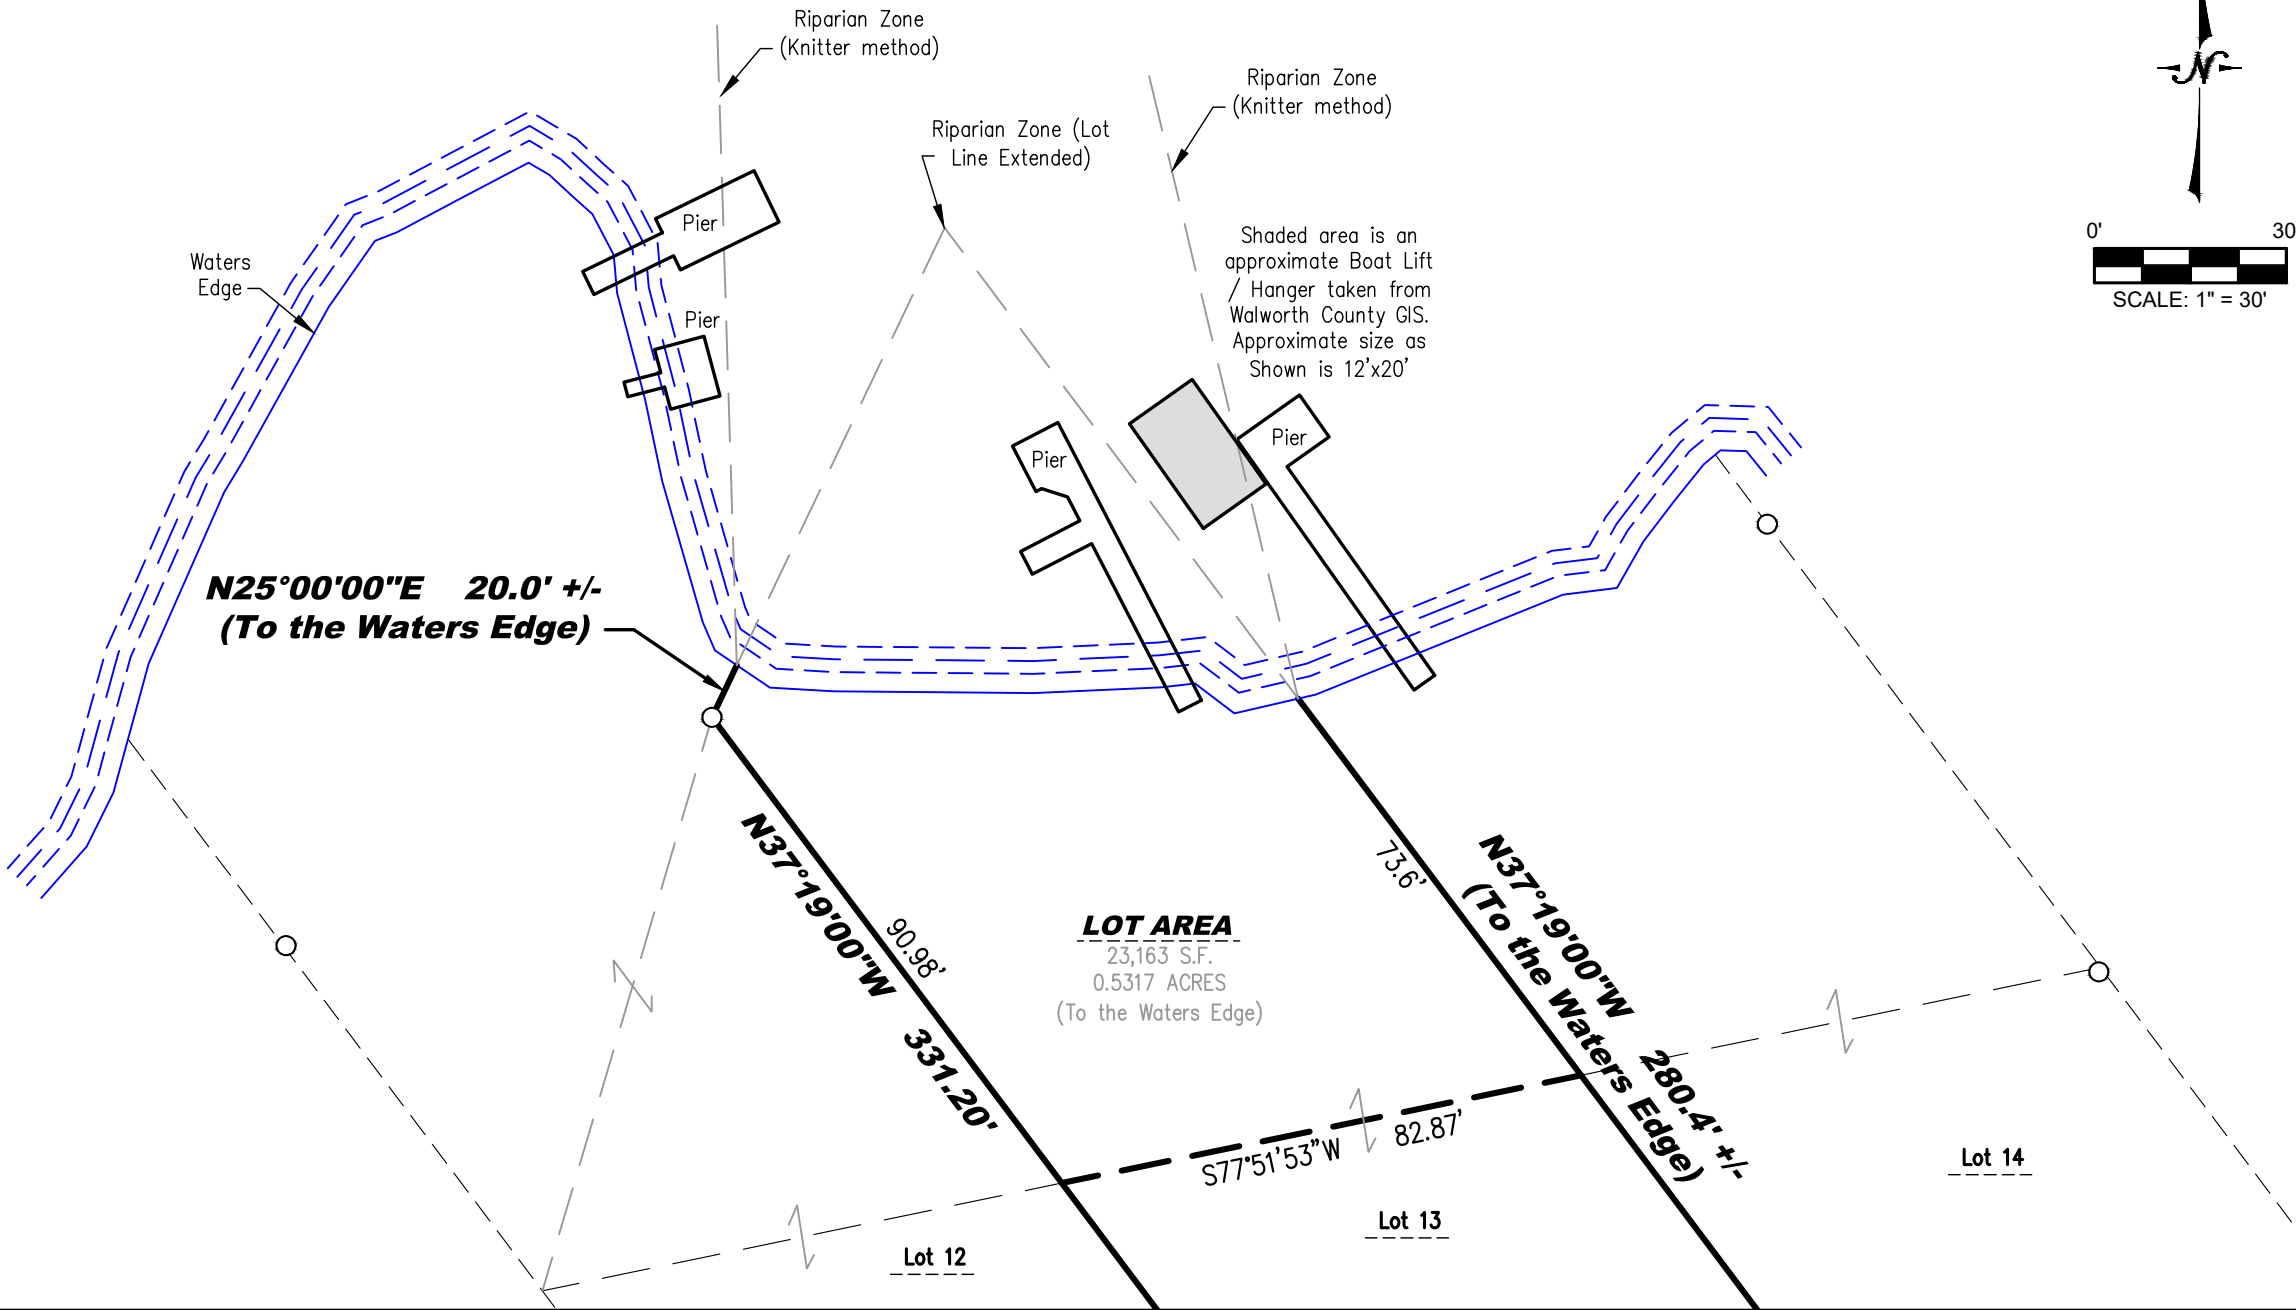 Riparian Zone
(Knitter method)
Riparian Zone
(Knitter method)
Riparian Zone (Lot
Line Extended)
N
0'
30
SCALE: 1" = 30'
Pier
Waters
Edge
Pier
Shaded area is an
approximate Boat Lift
/ Hanger taken from
Walworth County GIS.
Approximate size as
Shown is 12'x20'
Pier
Pier
N25°00'00"E 20.0' +/-
(To the Waters Edge)
N37°19'00"W 331.20'
90.98'
LOT AREA
23,163 S.F.
0.5317 ACRES
(To the Waters Edge)
73.6'
N37°19'00"W 280.4' +/-
(To the Waters Edge)
S77°51'53"W 82.87'
Lot 12
Lot 13
Lot 14